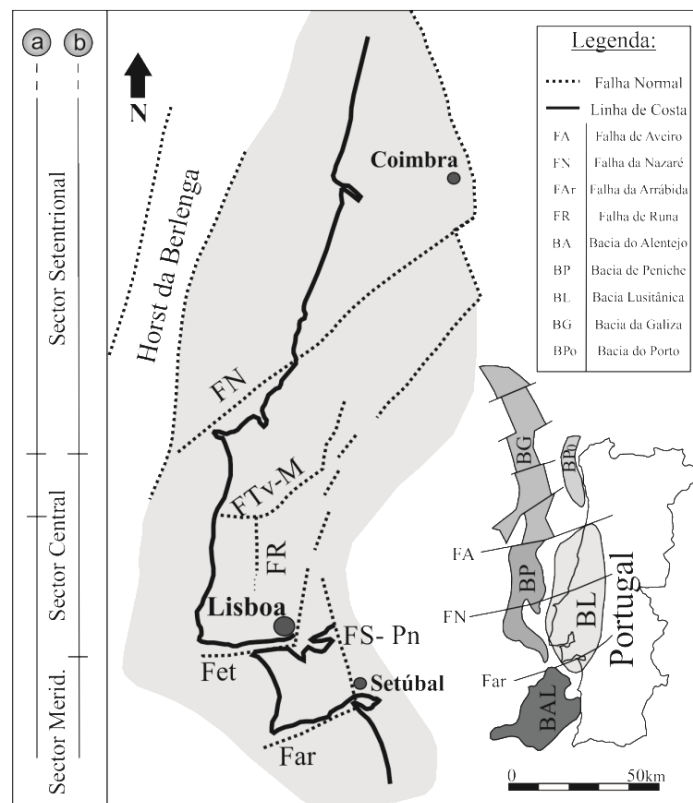 a
b
Sector Setentrional
Sector Central
Sector Merid.
N
Horst da Berlenga
Coimbra
FN
FTv-M
FR
Lisboa
FS- Pn
Fet
Setúbal
Far
Legenda:
Falha Normal
Linha de Costa
FA Falha de Aveiro
FN Falha da Nazaré
FAr Falha da Arrábida
FR Falha de Runa
BA Bacia do Alentejo
BP Bacia de Peniche
BL Bacia Lusitânica
BG Bacia da Galiza
BPo Bacia do Porto
BG
BPo
FA
BP
FN
BL
Portugal
Far
BAL
0 50km